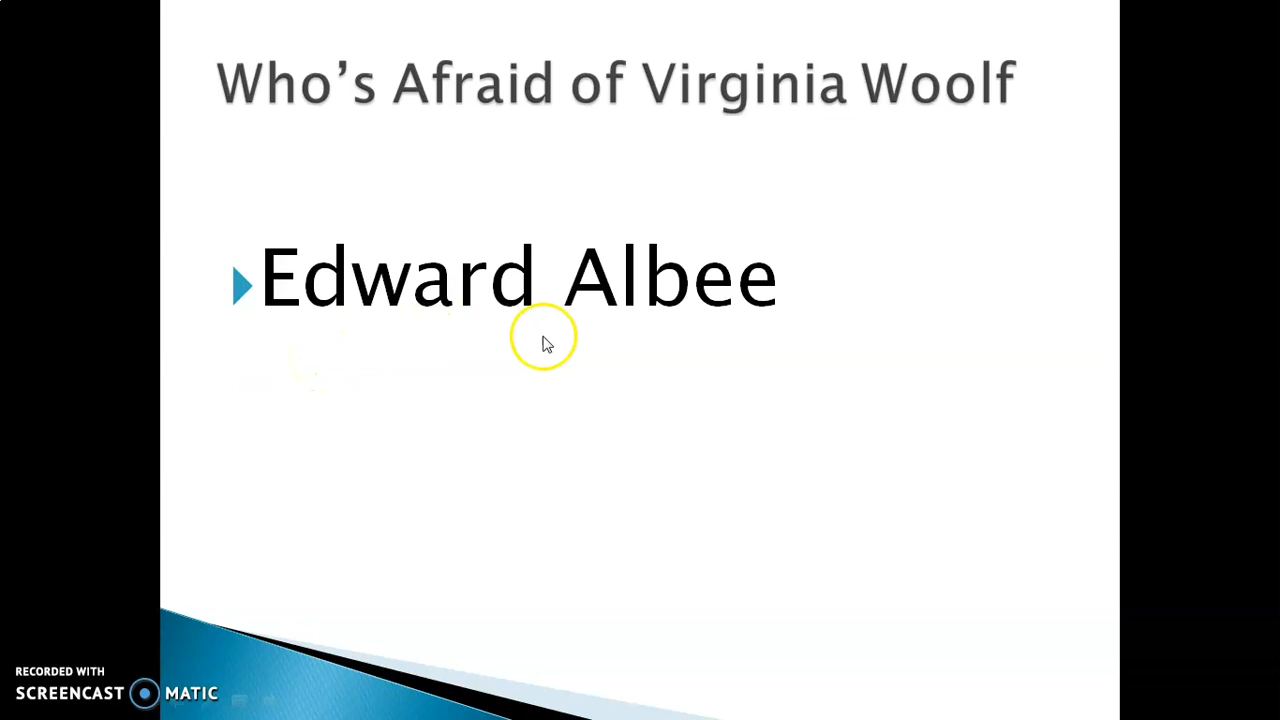 Who’s Afraid of Virginia Woolf
Edward Albee
RECORDED WITH
SCREENCAST MATIC